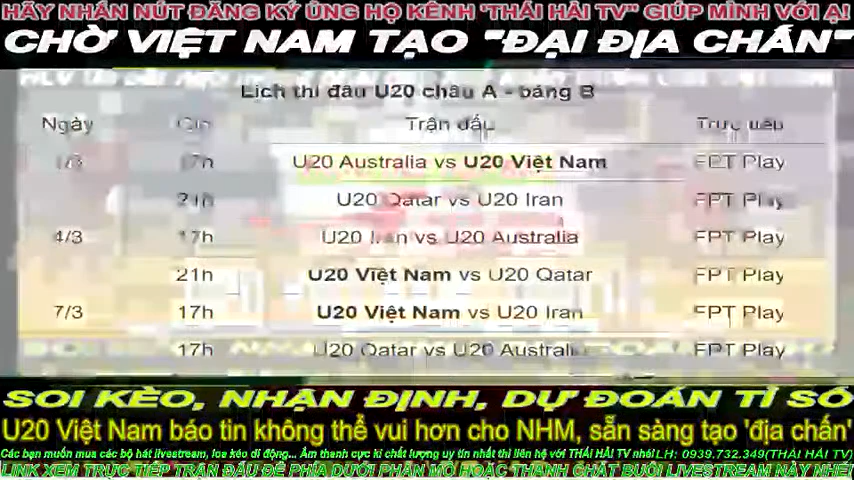 HÃY NHẤN NÚT ĐĂNG KÝ ỦNG HỘ KÊNH "THÁI HẢI TV" GIÚP MÌNH VỚI Ạ!
CHỜ VIỆT NAM TẠO "ĐẠI ĐỊA CHẤN"
Lịch thi đấu U20 châu Á - bảng B
Ngày Giờ Trận đấu Trực tiếp
1/3 17h U20 Australia vs U20 Việt Nam FPT Play
21h U20 Qatar vs U20 Iran FPT Play
4/3 17h U20 Iran vs U20 Australia FPT Play
21h U20 Việt Nam vs U20 Qatar FPT Play
7/3 17h U20 Việt Nam vs U20 Iran FPT Play
17h U20 Qatar vs U20 Australia FPT Play
SOI KÈO, NHẬN ĐỊNH, DỰ ĐOÁN TỈ SỐ
U20 Việt Nam báo tin không thể vui hơn cho NHM, sẵn sàng tạo 'địa chấn'
Các bạn muốn mua các bộ hát livestream, loa kéo di động... Âm thanh cực kì chất lượng uy tín nhất thì liên hệ với THÁI HẢI TV nhé! LH: 0939.732.349(THÁI HẢI TV)
LINK XEM TRỰC TIẾP TRẬN ĐẤU ĐỂ PHÍA DƯỚI PHẦN MÔ HOẶC THANH CHAT BUỔI LIVESTREAM NÀY NHÉ!